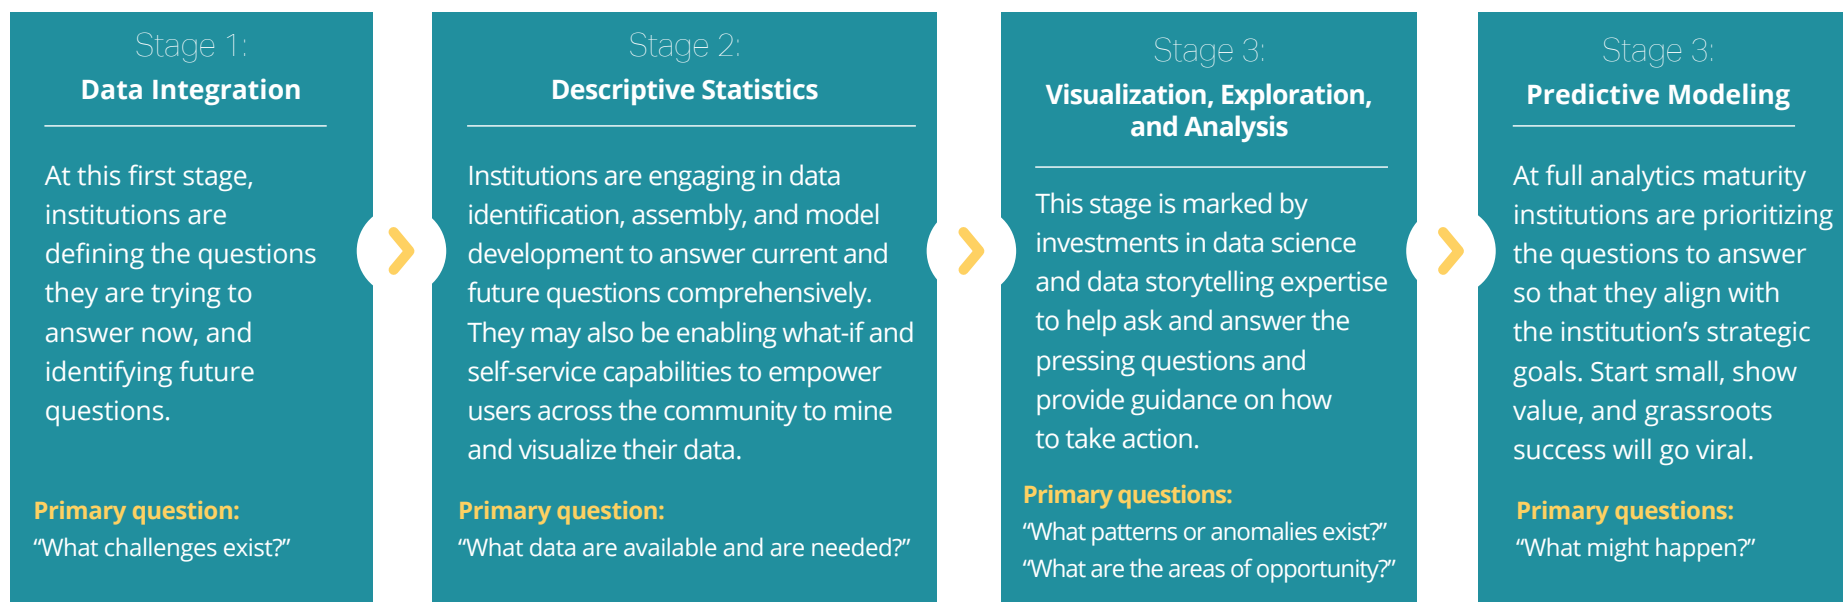 Stage 1:
Data Integration
At this first stage,
institutions are
defining the questions
they are trying to
answer now, and
identifying future
questions.
Primary question:
“What challenges exist?”
Stage 2:
Descriptive Statistics
Institutions are engaging in data
identification, assembly, and model
development to answer current and
future questions comprehensively.
They may also be enabling what-if and
self-service capabilities to empower
users across the community to mine
and visualize their data.
Primary question:
“What data are available and are needed?”
Stage 3:
Visualization, Exploration,
and Analysis
This stage is marked by
investments in data science
and data storytelling expertise
to help ask and answer the
pressing questions and
provide guidance on how
to take action.
Primary questions:
“What patterns or anomalies exist?”
“What are the areas of opportunity?”
Stage 3:
Predictive Modeling
At full analytics maturity
institutions are prioritizing
the questions to answer
so that they align with
the institution’s strategic
goals. Start small, show
value, and grassroots
success will go viral.
Primary questions:
“What might happen?”